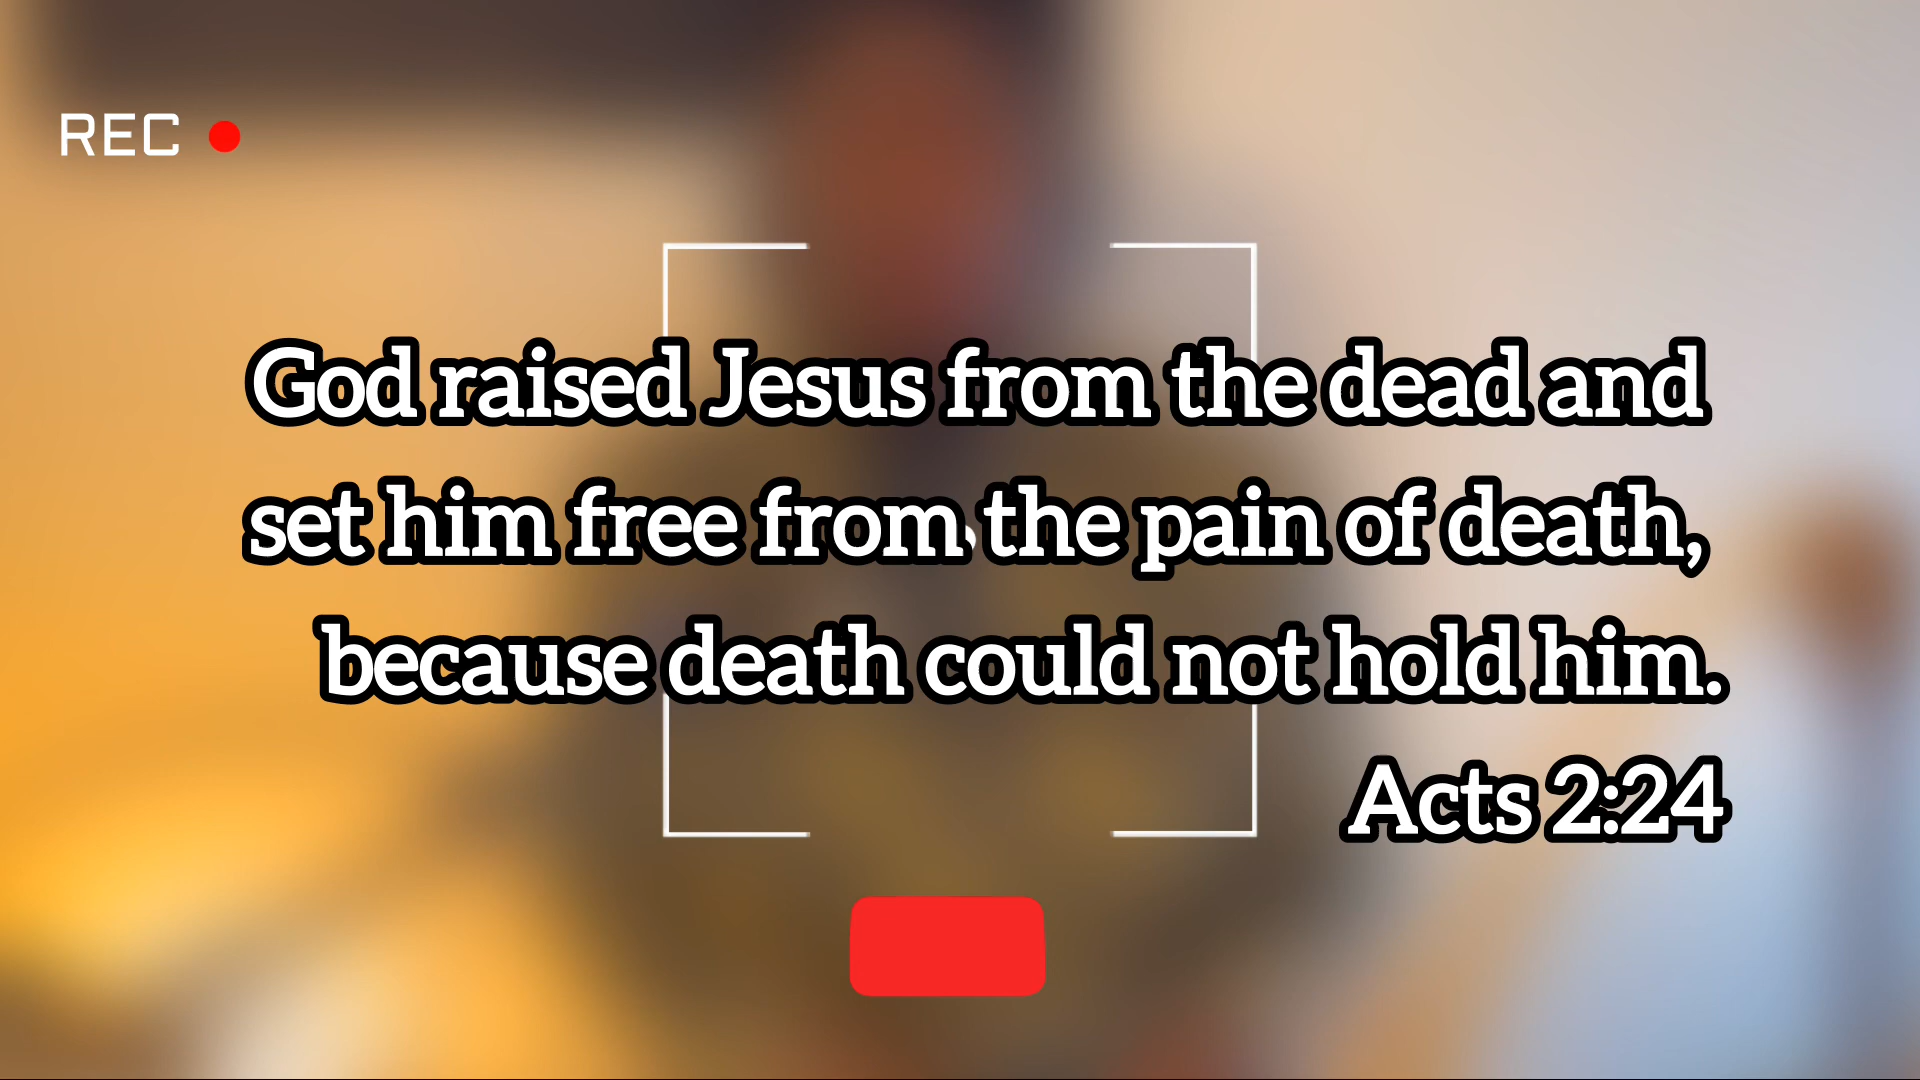 REC
God raised Jesus from the dead and
set him free from the pain of death,
because death could not hold him.
Acts 2:24